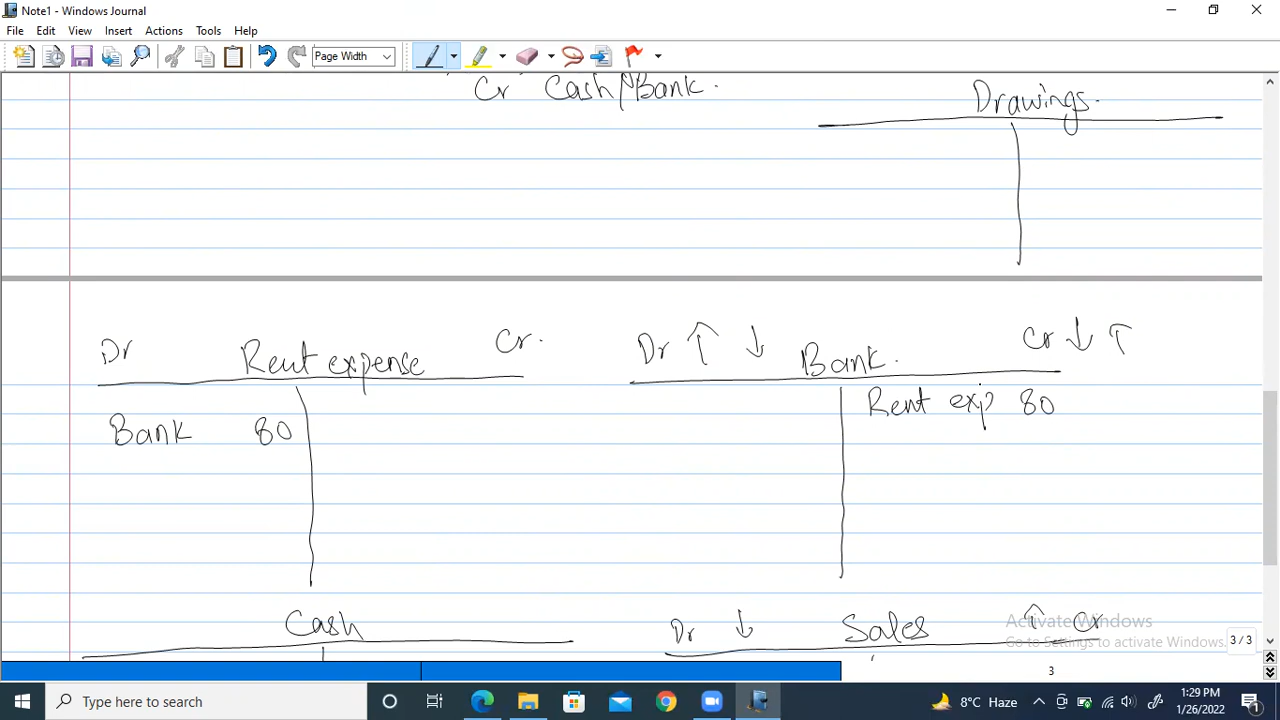 Note1 - Windows Journal
File Edit View Insert Actions Tools Help
Page Width
Cr Cash/Bank.
Drawings.
Dr Rent expense Cr.
Dr ↑ ↓ Bank. Cr ↓ ↑
Bank 80
Rent exp 80
Cash
Dr ↓ Sales ↑ Cr
Activate Windows
Go to Settings to activate Windows.
3 / 3
3
Type here to search
8°C Haze
1:29 PM
1/26/2022
1